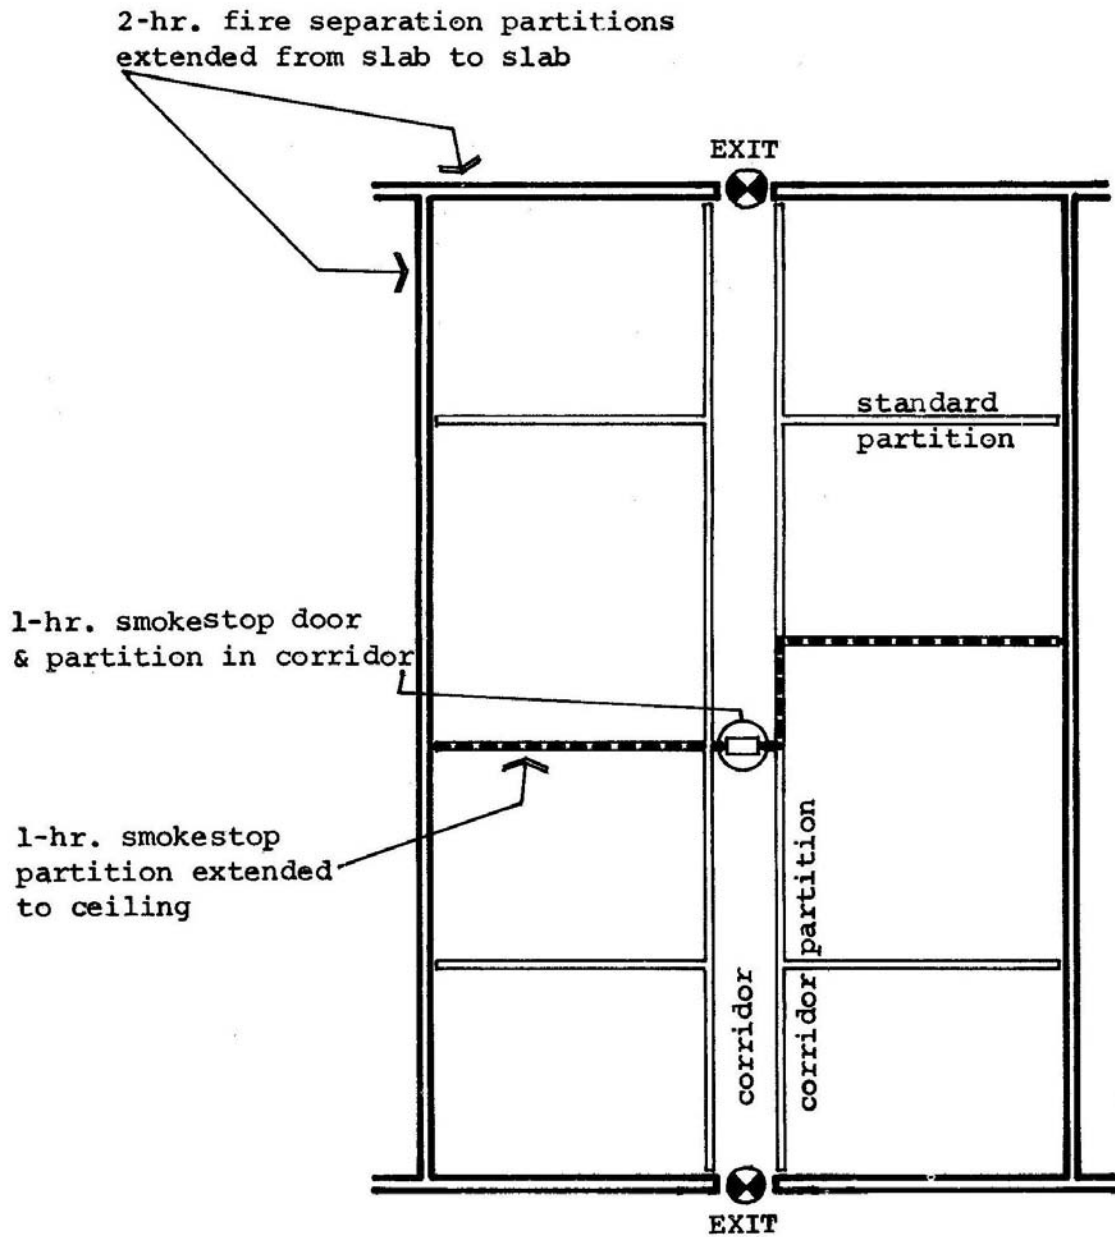 2-hr. fire separation partitions
extended from slab to slab
EXIT
standard
partition
1-hr. smokestop door
& partition in corridor
1-hr. smokestop
partition extended
to ceiling
corridor
corridor partition
EXIT